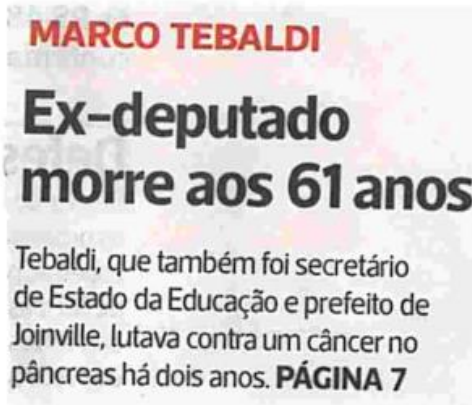 MARCO TEBALDI
Ex-deputado
morre aos 61 anos
Tebaldi, que também foi secretário
de Estado da Educação e prefeito de
Joinville, lutava contra um câncer no
pâncreas há dois anos. PÁGINA 7